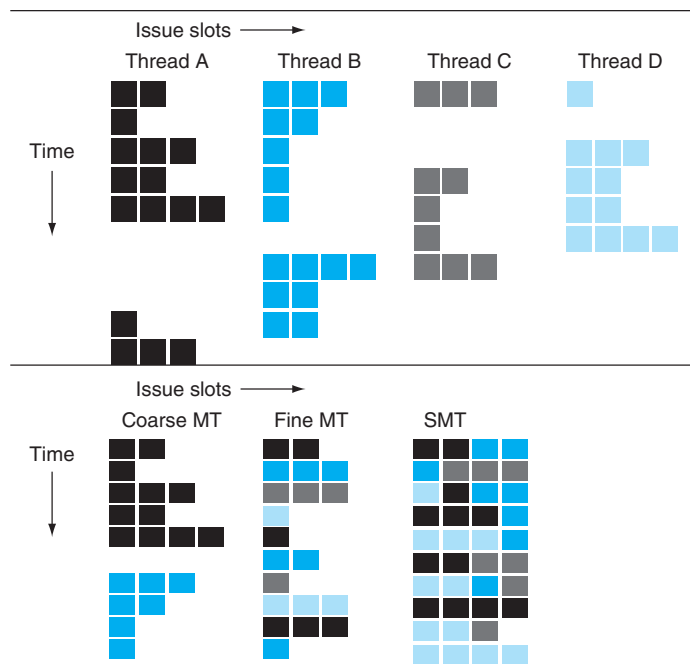 Issue slots
Thread A Thread B Thread C Thread D
Time
Issue slots
Coarse MT Fine MT SMT
Time